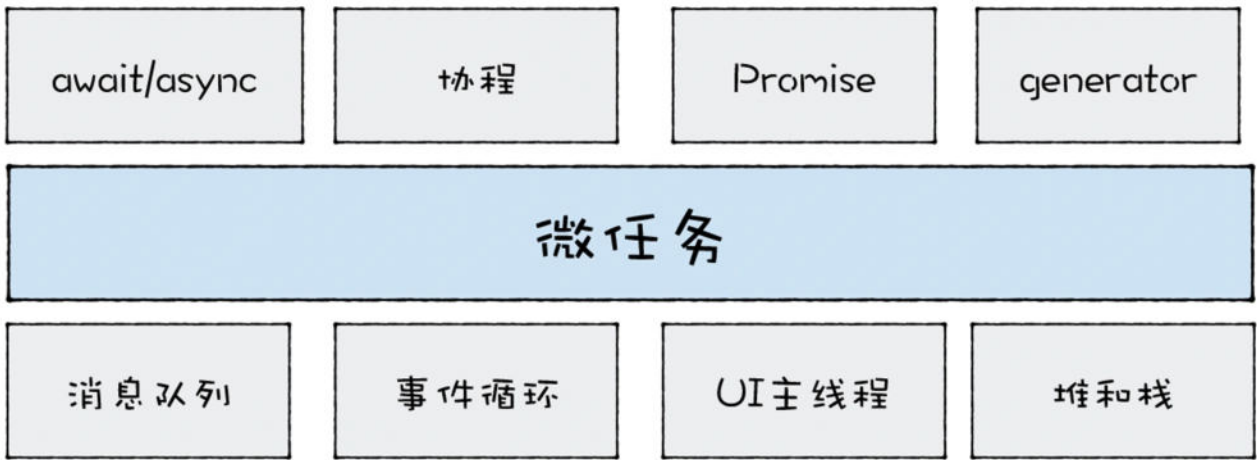 await/async
协程
Promise
generator
微任务
消息队列
事件循环
UI主线程
堆和栈